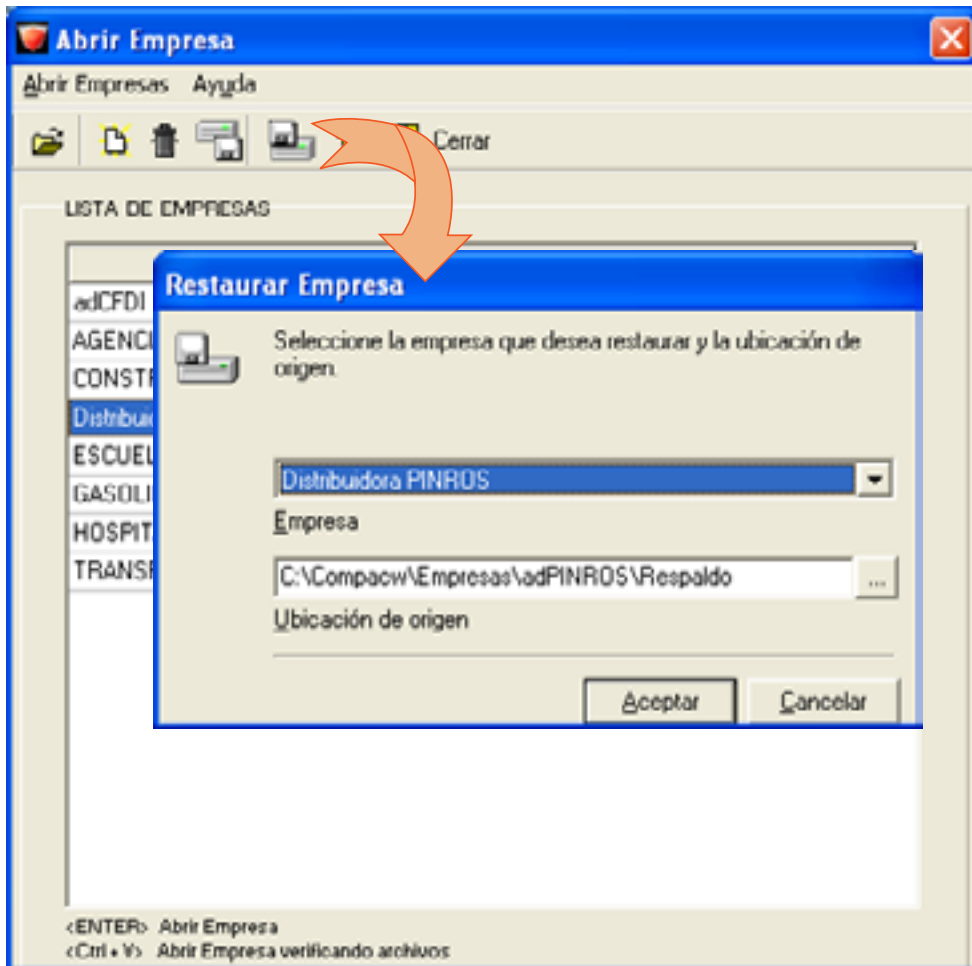 Abrir Empresa
Abrir Empresas Ayuda
Cerrar
LISTA DE EMPRESAS
adCFDI
AGENCI
CONSTR
Distribuid
ESCUEL
GASOLI
HOSPIT
TRANSF
Restaurar Empresa
Seleccione la empresa que desea restaurar y la ubicación de
origen.
Distribuidora PINROS
Empresa
C:\Compacw\Empresas\adPINROS\Respaldo
...
Ubicación de origen
Aceptar Cancelar
<ENTER> Abrir Empresa
<Ctrl + V> Abrir Empresa verificando archivos